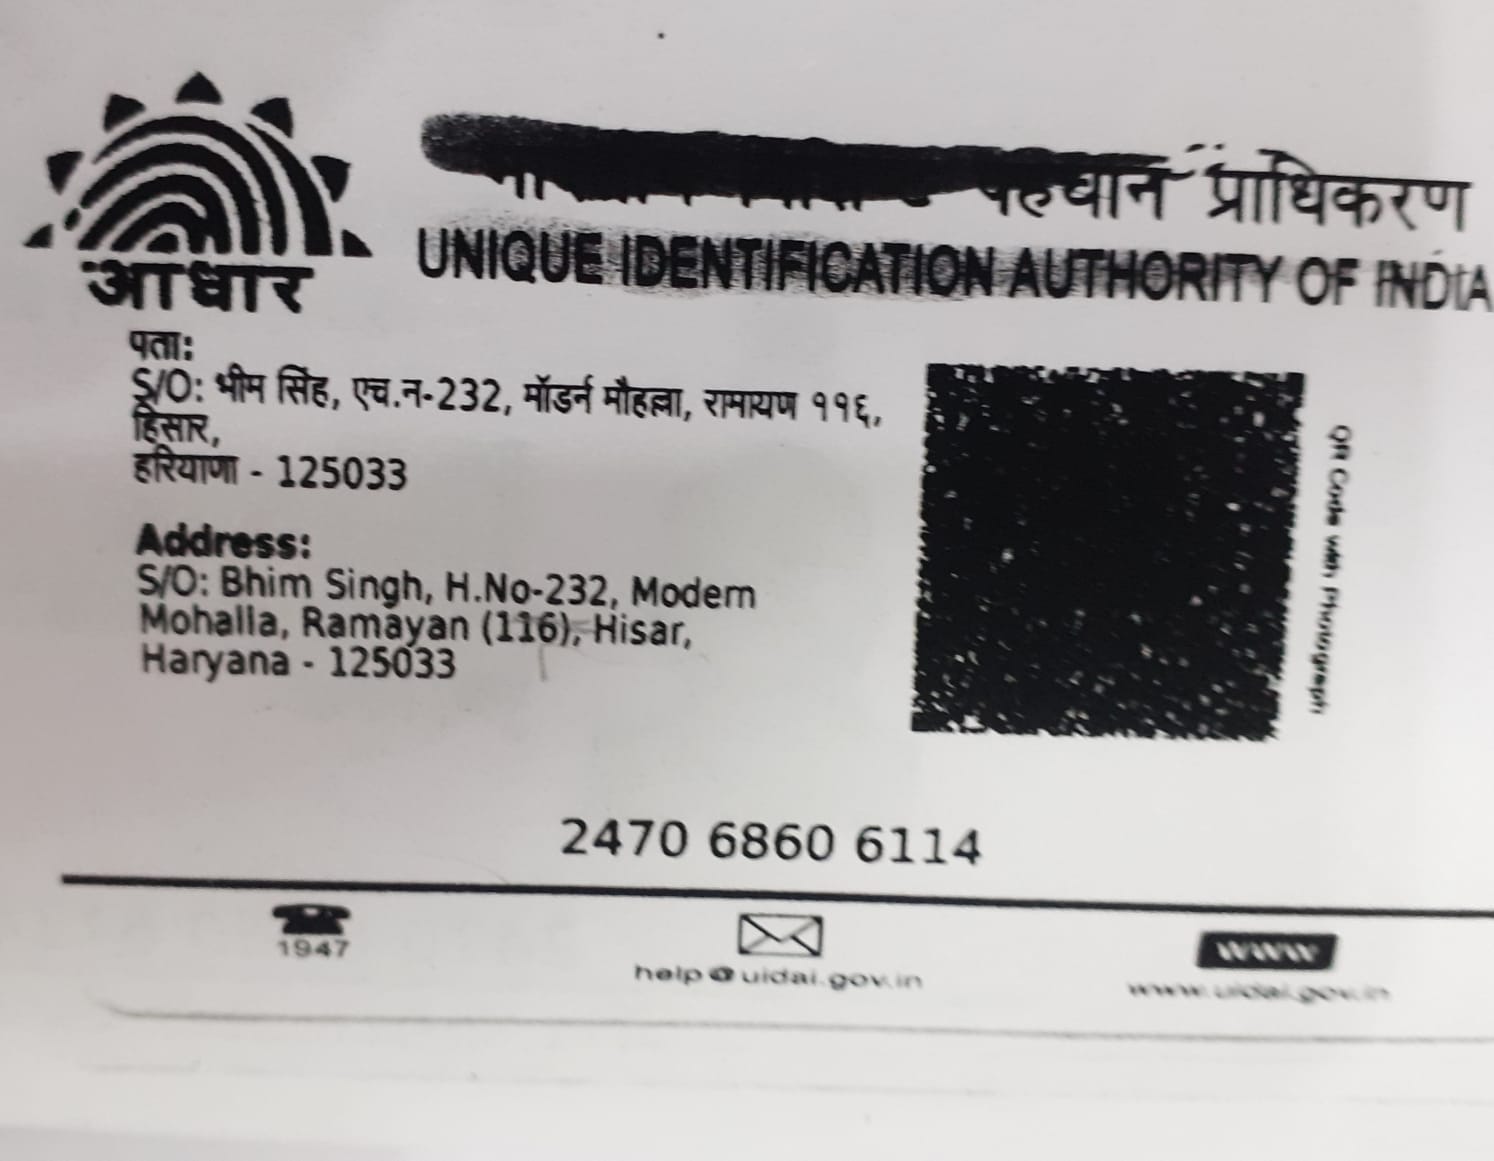 पहचान प्राधिकरण
आधार
UNIQUE IDENTIFICATION AUTHORITY OF INDIA
पता:
S/O: भीम सिंह, एच.न-232, मॉडर्न मौहल्ला, रामायण ११६,
हिसार,
हरियाणा - 125033
Address:
S/O: Bhim Singh, H.No-232, Modern
Mohalla, Ramayan (116), Hisar,
Haryana - 125033
QR Code with Photograph
2470 6860 6114
1947
help@uidai.gov.in
www
www.uidai.gov.in